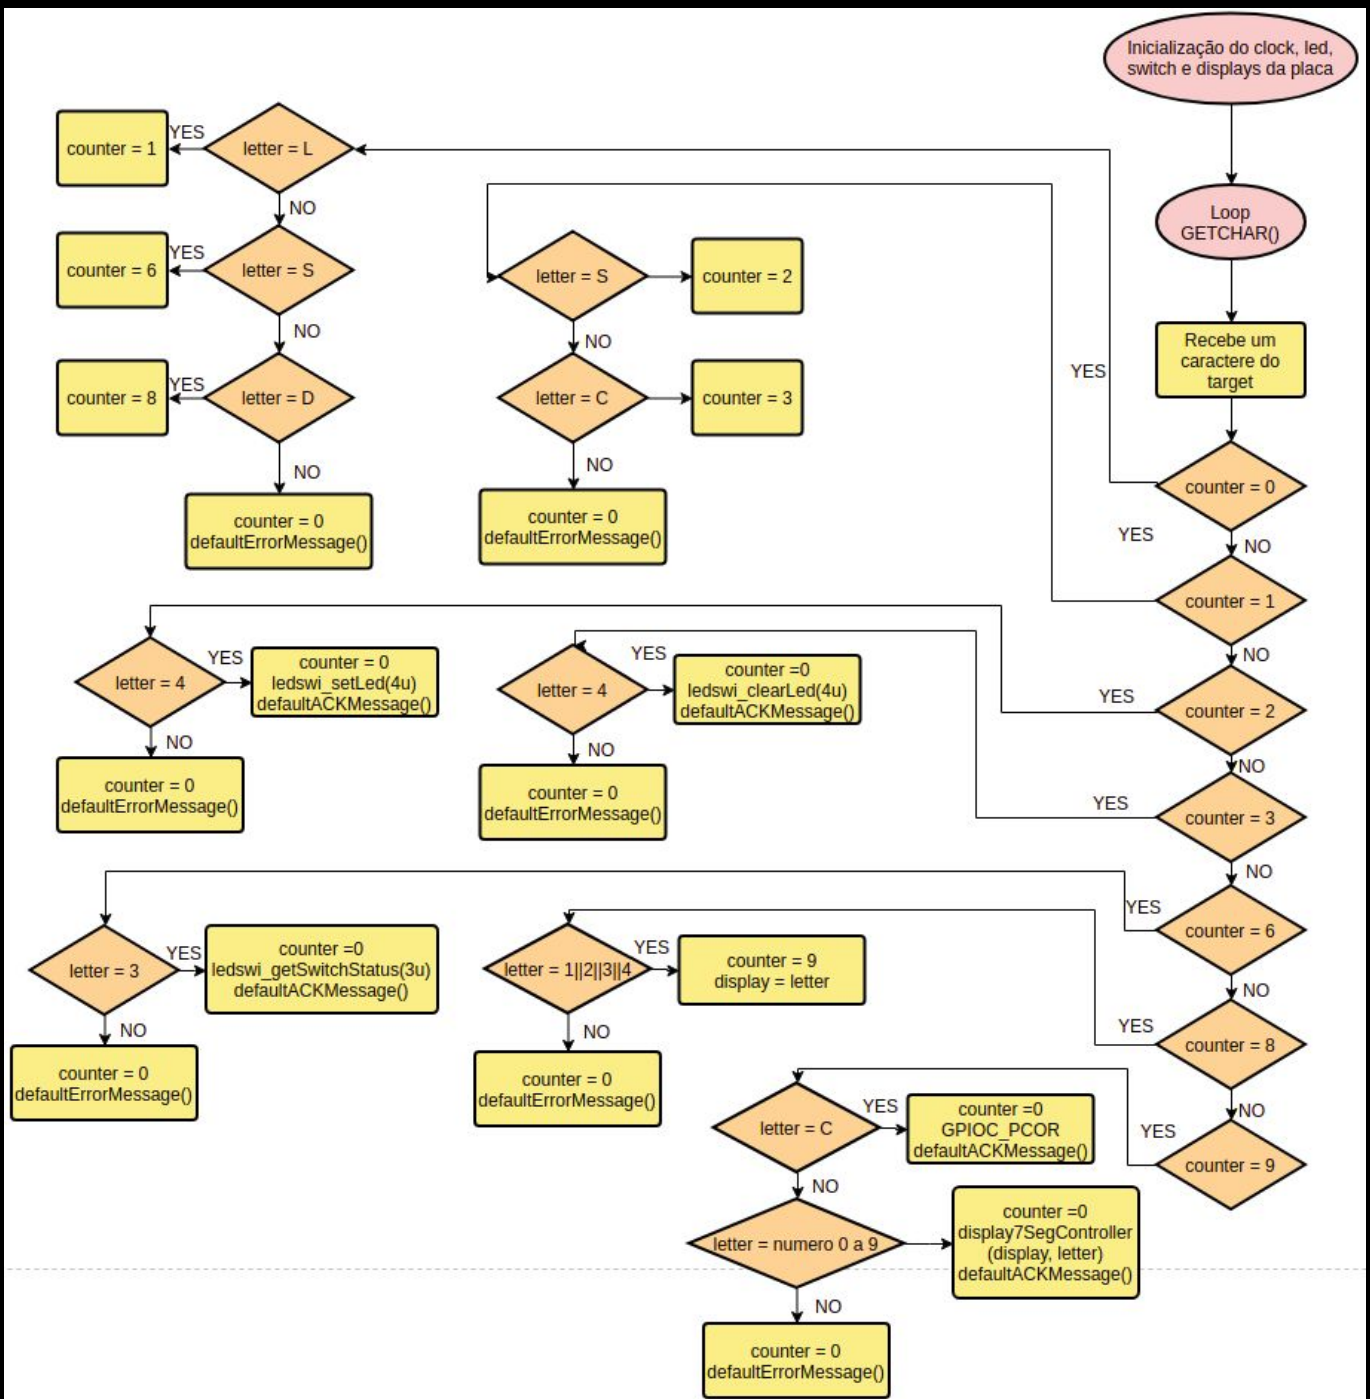 Inicialização do clock, led,
switch e displays da placa
Loop
GETCHAR()
Recebe um
caractere do
target
counter = 0
YES
NO
counter = 1
YES
NO
counter = 2
YES
NO
counter = 3
YES
NO
counter = 6
YES
NO
counter = 8
YES
NO
counter = 9
YES
letter = L
YES
counter = 1
NO
letter = S
YES
counter = 6
NO
letter = D
YES
counter = 8
NO
counter = 0
defaultErrorMessage()
letter = S
counter = 2
NO
letter = C
counter = 3
NO
counter = 0
defaultErrorMessage()
letter = 4
YES
counter = 0
ledswi_setLed(4u)
defaultACKMessage()
NO
counter = 0
defaultErrorMessage()
letter = 4
YES
counter =0
ledswi_clearLed(4u)
defaultACKMessage()
NO
counter = 0
defaultErrorMessage()
letter = 3
YES
counter =0
ledswi_getSwitchStatus(3u)
defaultACKMessage()
NO
counter = 0
defaultErrorMessage()
letter = 1||2||3||4
YES
counter = 9
display = letter
NO
counter = 0
defaultErrorMessage()
letter = C
YES
counter =0
GPIOC_PCOR
defaultACKMessage()
NO
letter = numero 0 a 9
counter =0
display7SegController
(display, letter)
defaultACKMessage()
NO
counter = 0
defaultErrorMessage()